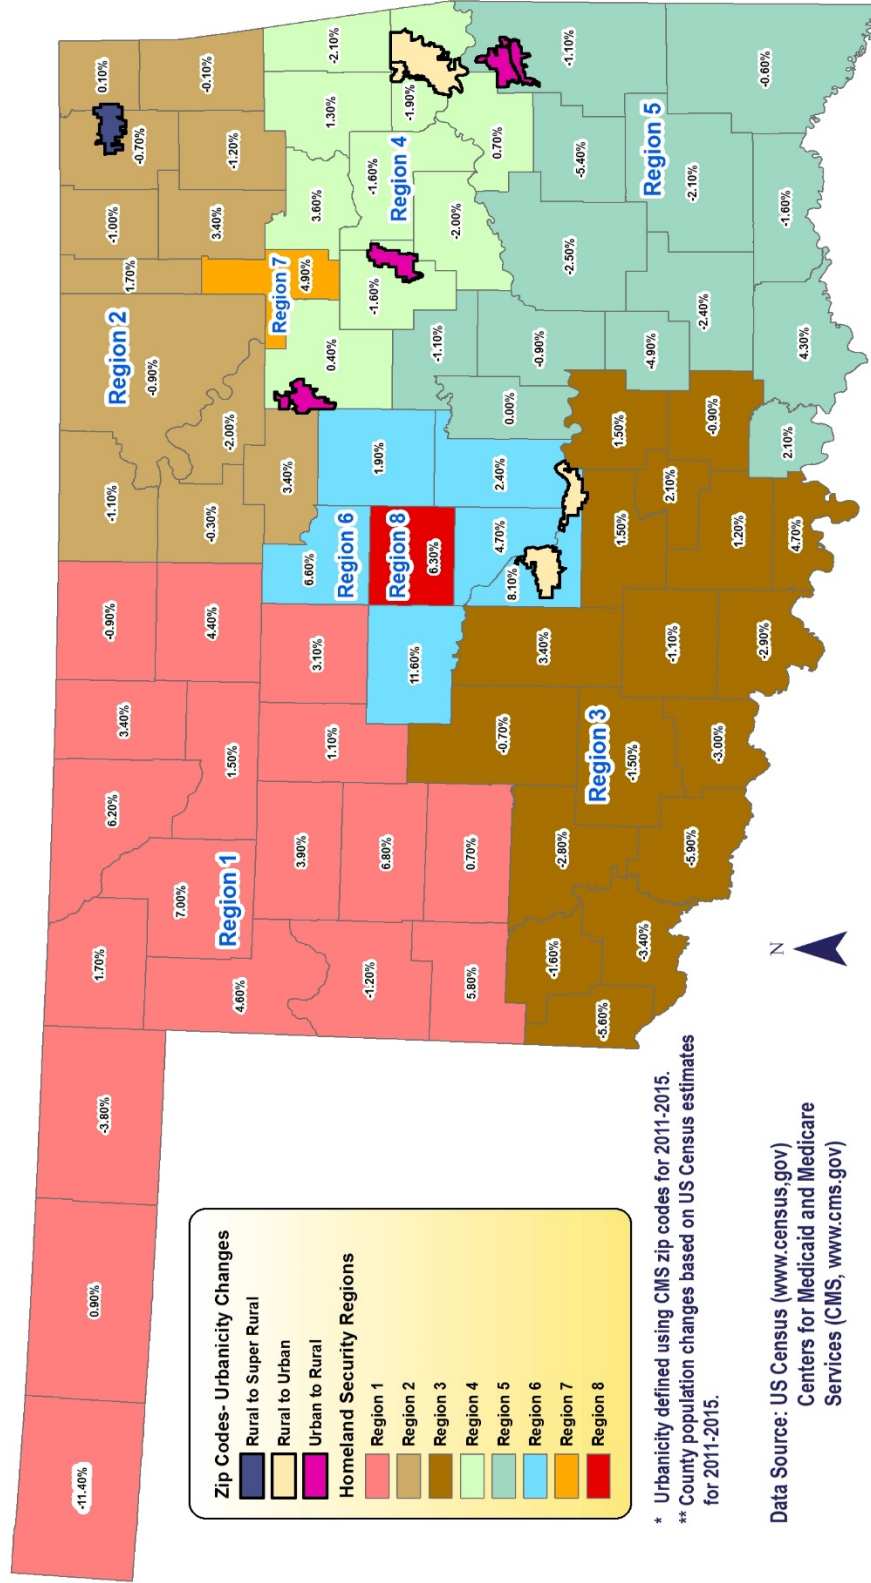 -11.40%
0.90%
-3.80%
1.70%
6.20%
3.40%
-0.90%
-1.10%
Region 2
-0.90%
1.70%
-1.00%
-0.70%
0.10%
4.60%
7.00%
Region 1
1.50%
4.40%
-0.30%
-2.00%
3.40%
-1.20%
-0.10%
3.90%
1.10%
3.10%
6.60%
Region 6
3.40%
0.40%
Region 7
4.90%
3.60%
1.30%
-2.10%
-1.20%
6.80%
11.60%
Region 8
6.30%
1.90%
-1.60%
-1.60%
Region 4
-1.90%
5.80%
0.70%
-0.70%
8.10%
4.70%
2.40%
-1.10%
-2.00%
0.70%
-1.60%
-2.80%
3.40%
0.00%
-0.90%
-2.50%
-5.40%
-1.10%
-5.60%
-3.40%
Region 3
-1.50%
1.50%
1.50%
-4.90%
Region 5
-2.10%
-0.60%
-5.90%
-3.00%
-1.10%
2.10%
-0.90%
-2.40%
-1.60%
-2.90%
1.20%
4.70%
2.10%
4.30%
Zip Codes- Urbanicity Changes
Rural to Super Rural
Rural to Urban
Urban to Rural
Homeland Security Regions
Region 1
Region 2
Region 3
Region 4
Region 5
Region 6
Region 7
Region 8
* Urbanicity defined using CMS zip codes for 2011-2015.
** County population changes based on US Census estimates
for 2011-2015.
N
Data Source: US Census (www.census,gov)
Centers for Medicaid and Medicare
Services (CMS, www.cms.gov)